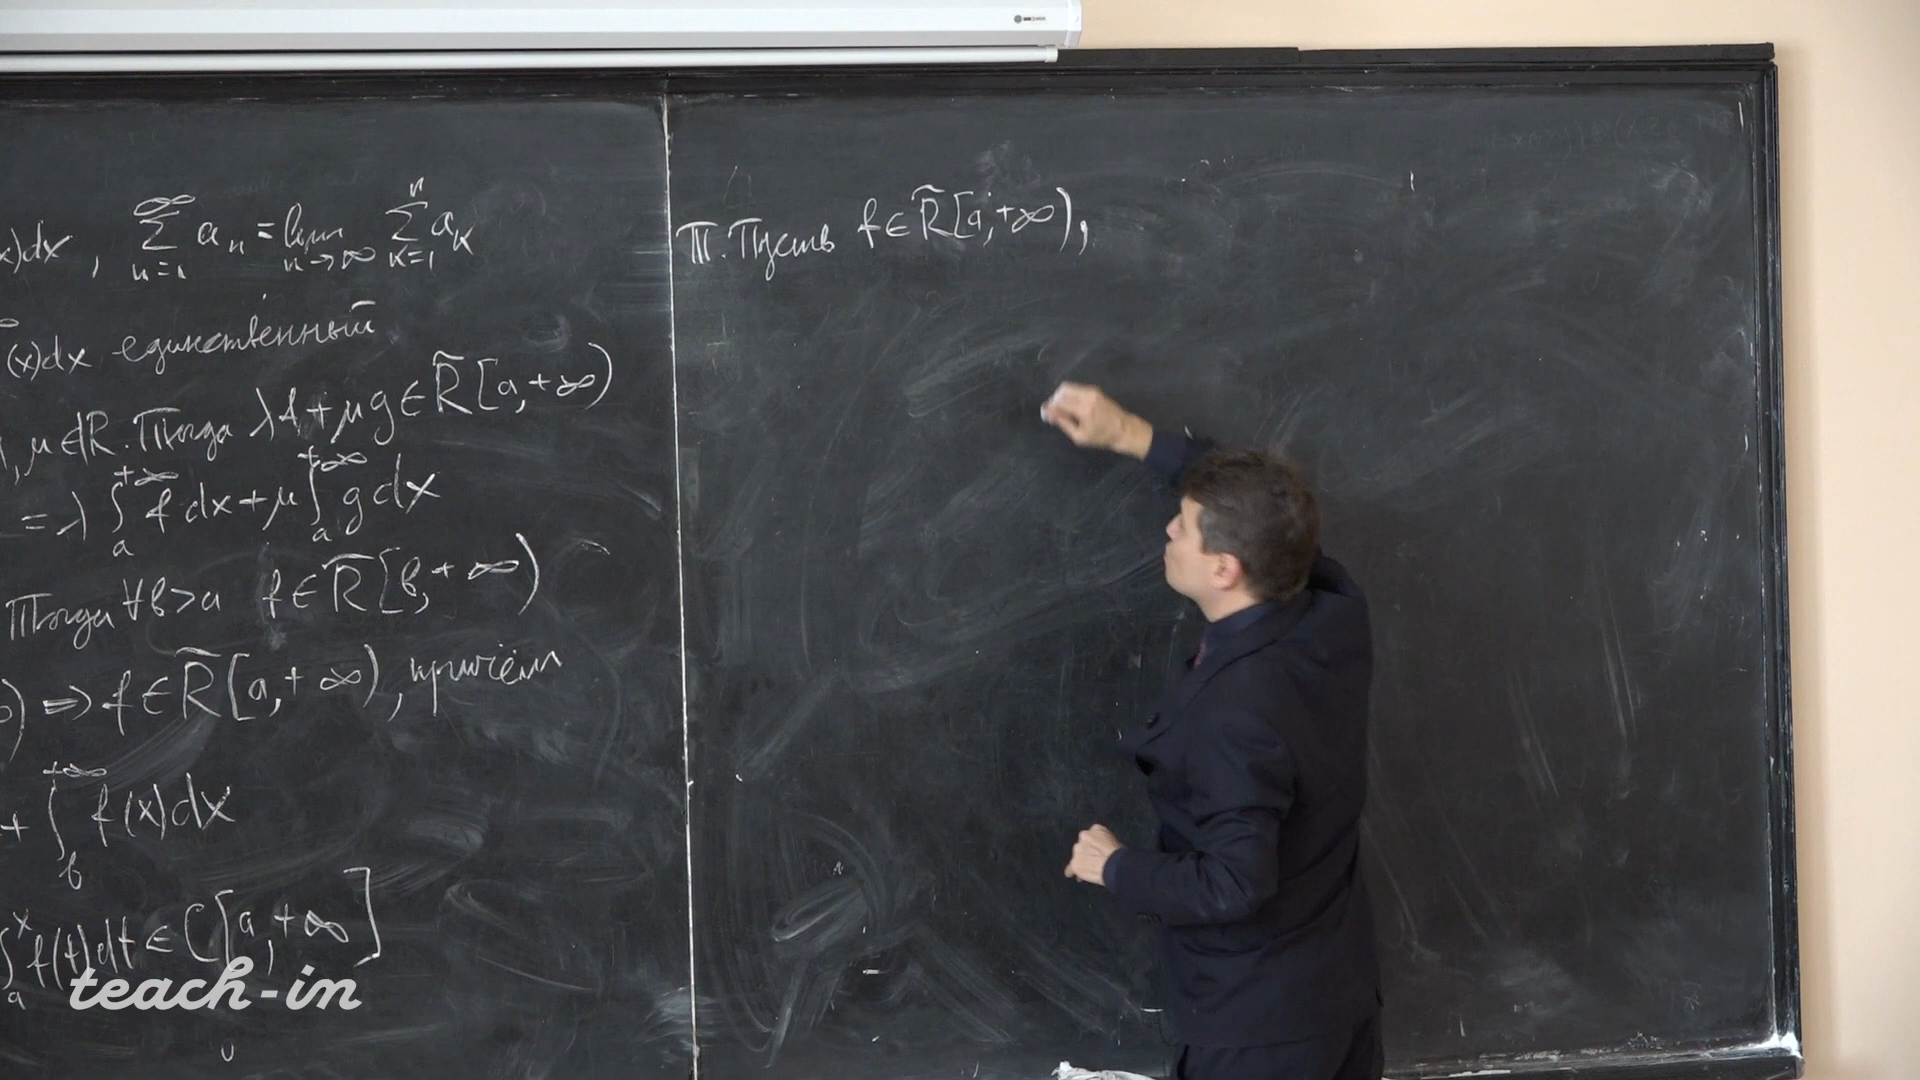 x)dx, ∑_{n=1}^{∞} a_n = lim_{n→∞} ∑_{k=1}^{n} a_k
(x)dx единственный
, μ∈ℝ. Тогда λf+μg∈R̃[a,+∞)
= λ∫_a^{+∞} f dx + μ∫_a^{+∞} g dx
Тогда ∀b>a f∈R̃[b,+∞)
) ⇒ f∈R̃[a,+∞), причём
+ ∫_b^{+∞} f(x)dx
∫_a^x f(t)dt ∈ C[a,+∞]
teach-in
Т. Пусть f∈R̃[a,+∞),